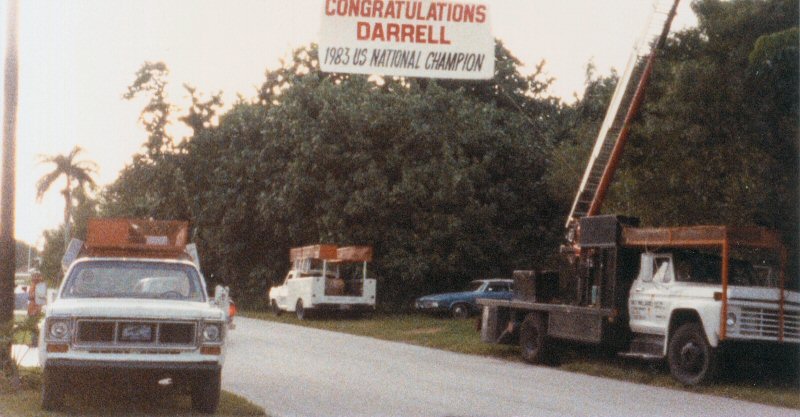 CONGRATULATIONS
DARRELL
1983 US NATIONAL CHAMPION